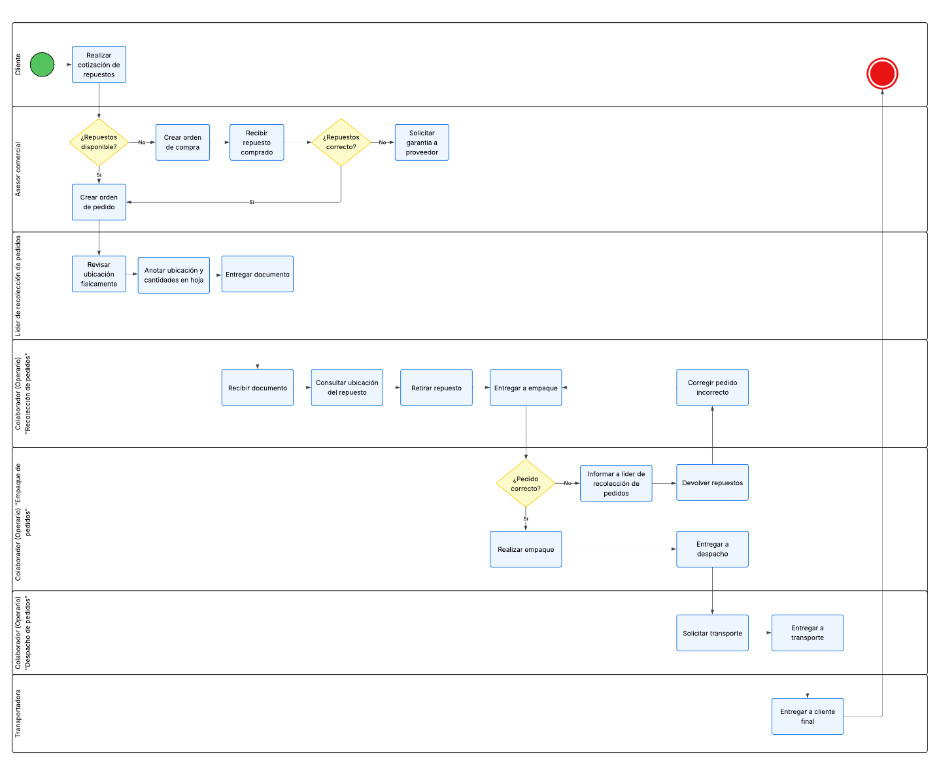 Cliente
Realizar
cotización de
repuestos
Asesor comercial
¿Repuestos
disponible?
No
Crear orden
de compra
Recibir
repuesto
comprado
¿Repuestos
correcto?
No
Solicitar
garantía a
proveedor
Si
Crear orden
de pedido
Si
Líder de recolección de pedidos
Revisar
ubicación
físicamente
Anotar ubicación y
cantidades en hoja
Entregar documento
Colaborador (Operario)
"Recolección de pedidos"
Recibir documento
Consultar ubicación
del repuesto
Retirar repuesto
Entregar a empaque
Corregir pedido
incorrecto
Colaborador (Operario) "Empaque de
pedidos"
¿Pedido
correcto?
No
Informar a líder de
recolección de
pedidos
Devolver repuestos
Si
Realizar empaque
Entregar a
despacho
Colaborador (Operario)
"Despacho de pedidos"
Solicitar transporte
Entregar a
transporte
Transportadora
Entregar a cliente
final